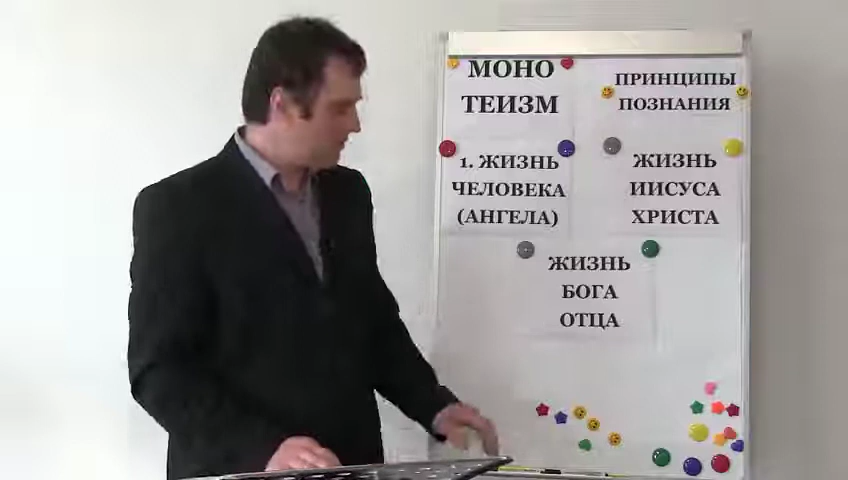 МОНО
ТЕИЗМ
ПРИНЦИПЫ
ПОЗНАНИЯ
1. ЖИЗНЬ
ЧЕЛОВЕКА
(АНГЕЛА)
ЖИЗНЬ
ИИСУСА
ХРИСТА
ЖИЗНЬ
БОГА
ОТЦА